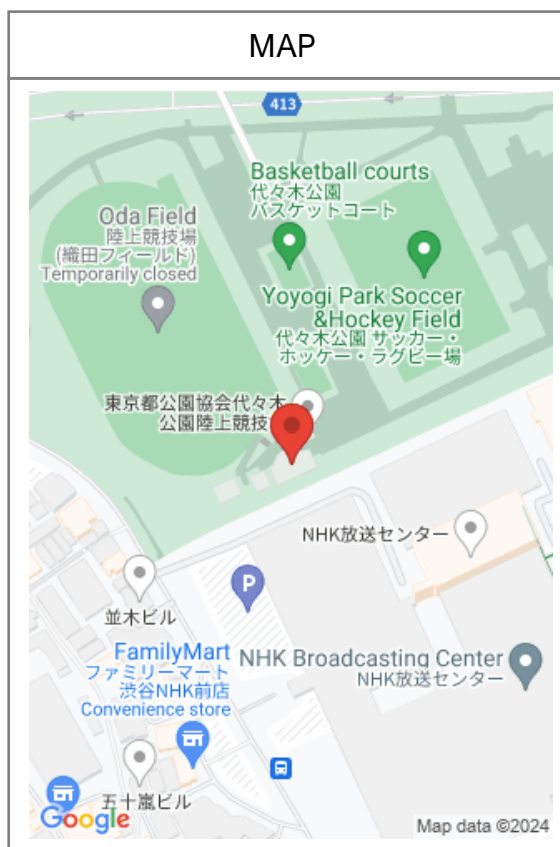 MAP
413
Basketball courts
代々木公園
バスケットコート
Oda Field
陸上競技場
(織田フィールド)
Temporarily closed
Yoyogi Park Soccer
&Hockey Field
代々木公園 サッカー・
ホッケー・ラグビー場
東京都公園協会代々木
公園陸上競技
NHK放送センター
P
並木ビル
FamilyMart
ファミリーマート
渋谷NHK前店
Convenience store
NHK Broadcasting Center
NHK放送センター
五十嵐ビル
Google
Map data ©2024